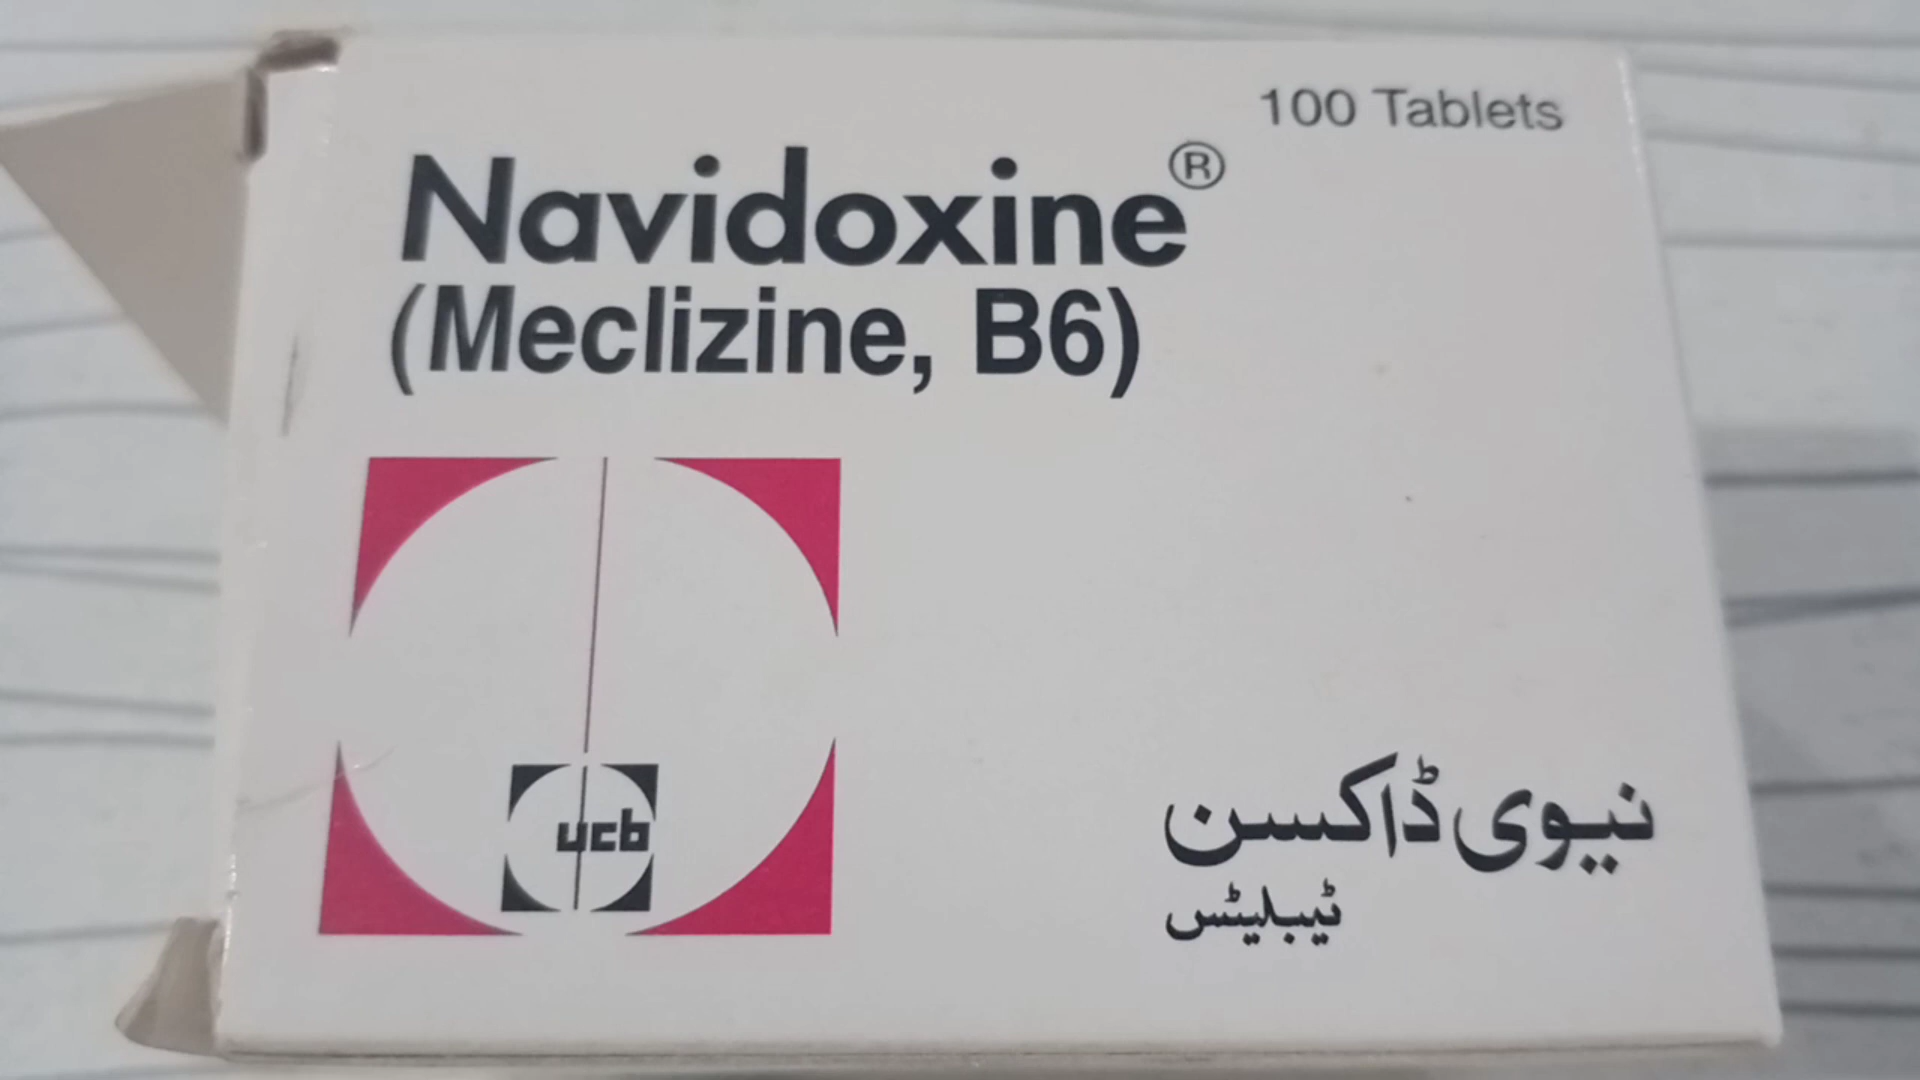 100 Tablets
Navidoxine®
(Meclizine, B6)
ucb
نیوی ڈاکسن
ٹیبلیٹس